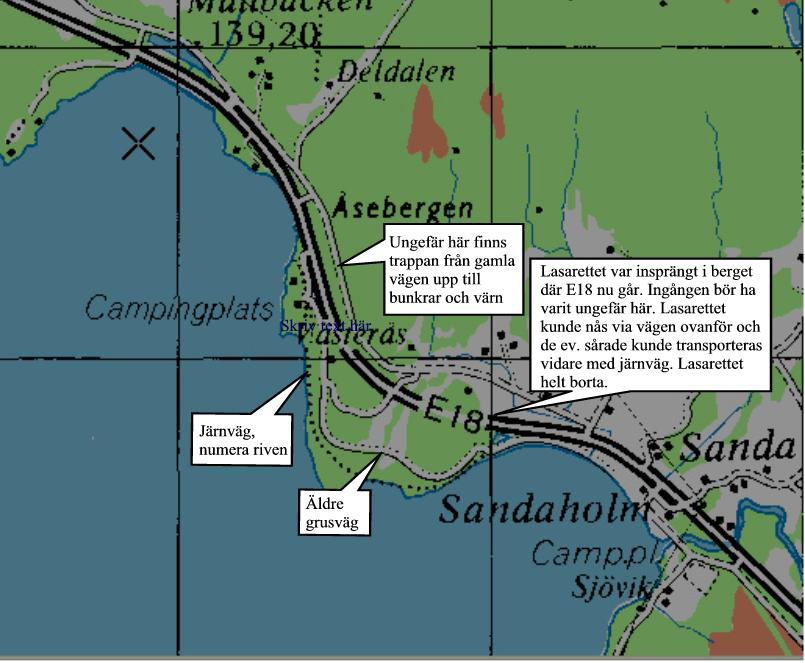 Mullbacken
139,20
Deldalen
Åsebergen
Ungefär här finns
trappan från gamla
vägen upp till
bunkrar och värn
Lasarettet var insprängt i berget
där E18 nu går. Ingången bör ha
varit ungefär här. Lasarettet
kunde nås via vägen ovanför och
de ev. sårade kunde transporteras
vidare med järnväg. Lasarettet
helt borta.
Campingplats
Skriv text här
Västerås
E18
Järnväg,
numera riven
Sanda
Äldre
grusväg
Sandaholm
Camp.pl
Sjövik